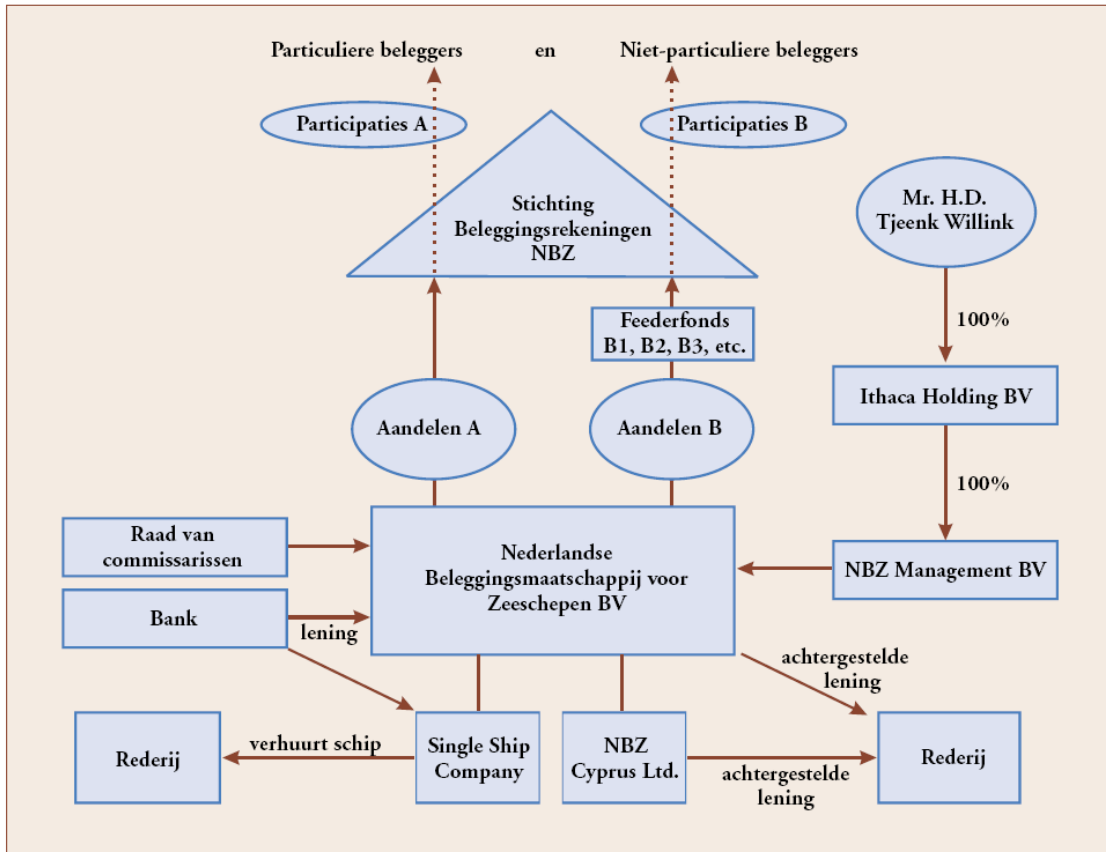 Particuliere beleggers en Niet-particuliere beleggers
Participaties A
Participaties B
Stichting
Beleggingsrekeningen
NBZ
Mr. H.D.
Tjeenk Willink
100%
Feederfonds
B1, B2, B3, etc.
Ithaca Holding BV
Aandelen A
Aandelen B
100%
Raad van
commissarissen
Nederlandse
Beleggingsmaatschappij voor
Zeeschepen BV
NBZ Management BV
Bank
lening
achtergestelde
lening
Rederij
verhuurt schip
Single Ship
Company
NBZ
Cyprus Ltd.
achtergestelde
lening
Rederij